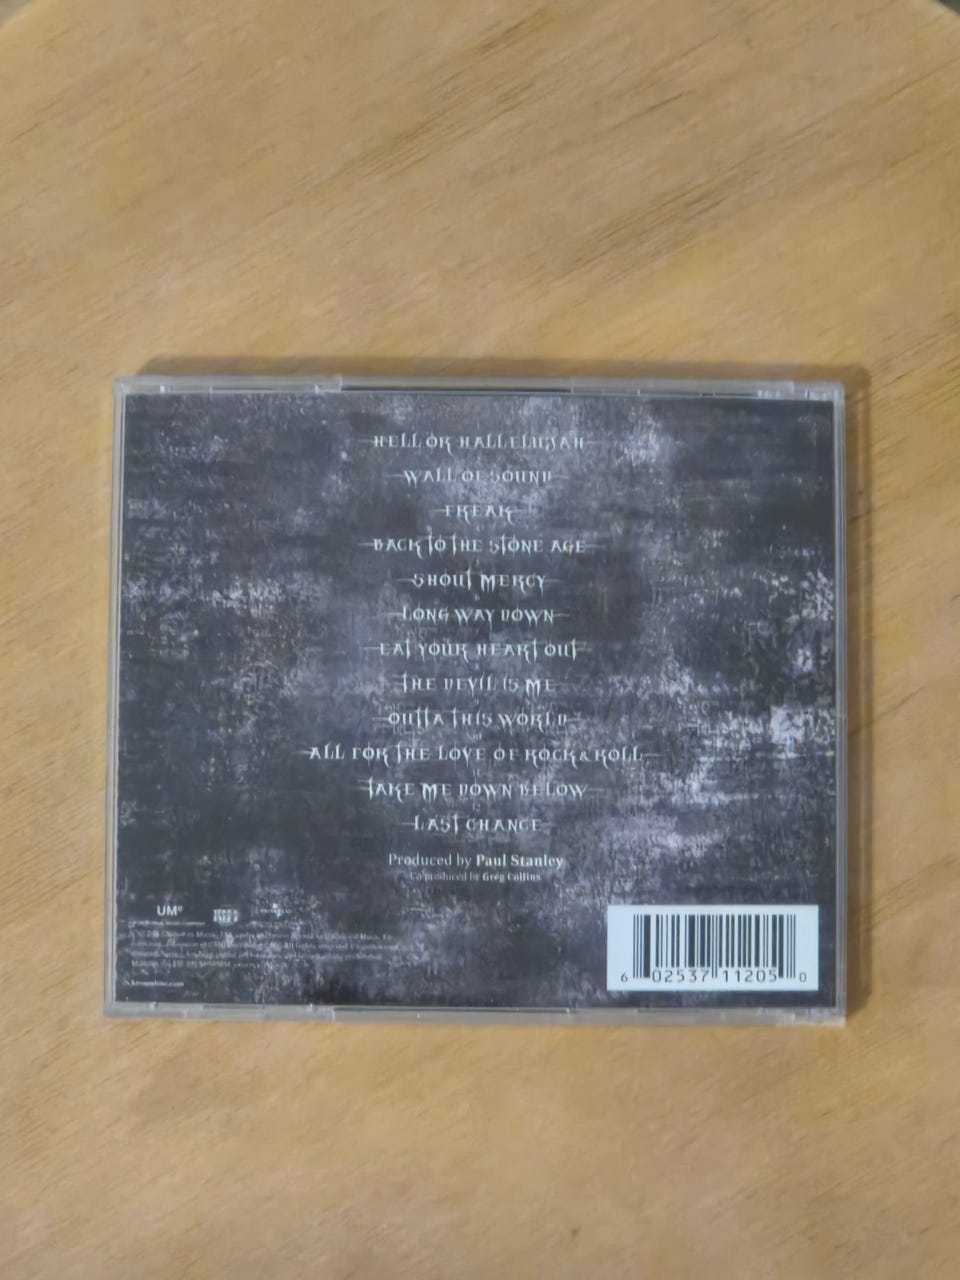 HELL OR HALLELUJAH
WALL OF SOUND
FREAK
BACK TO THE STONE AGE
SHOUT MERCY
LONG WAY DOWN
EAT YOUR HEART OUT
THE DEVIL IS ME
OUTTA THIS WORLD
ALL FOR THE LOVE OF ROCK & ROLL
TAKE ME DOWN BELOW
LAST CHANCE
Produced by Paul Stanley
Co produced by Greg Collins
UMe
6 02537 11205 0